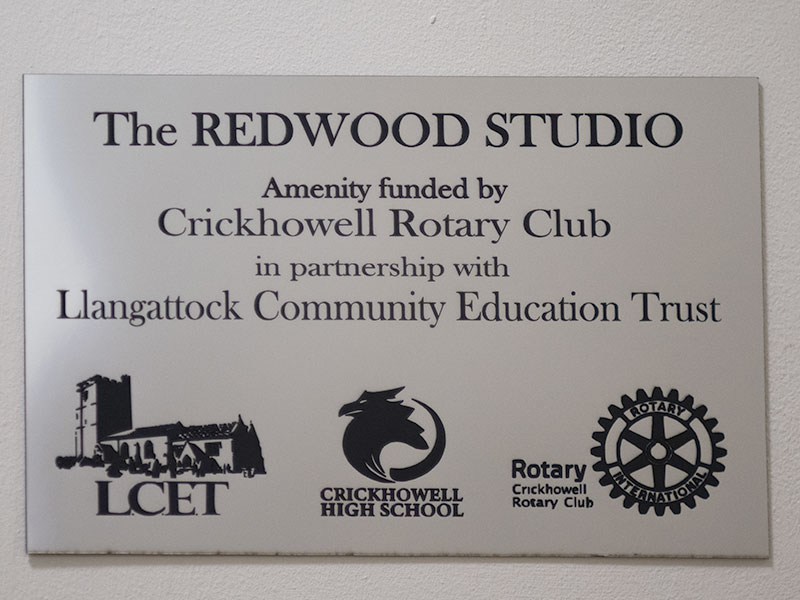 The REDWOOD STUDIO
Amenity funded by
Crickhowell Rotary Club
in partnership with
Llangattock Community Education Trust
L.C.E.T
CRICKHOWELL
HIGH SCHOOL
Rotary
Crickhowell
Rotary Club
ROTARY
INTERNATIONAL